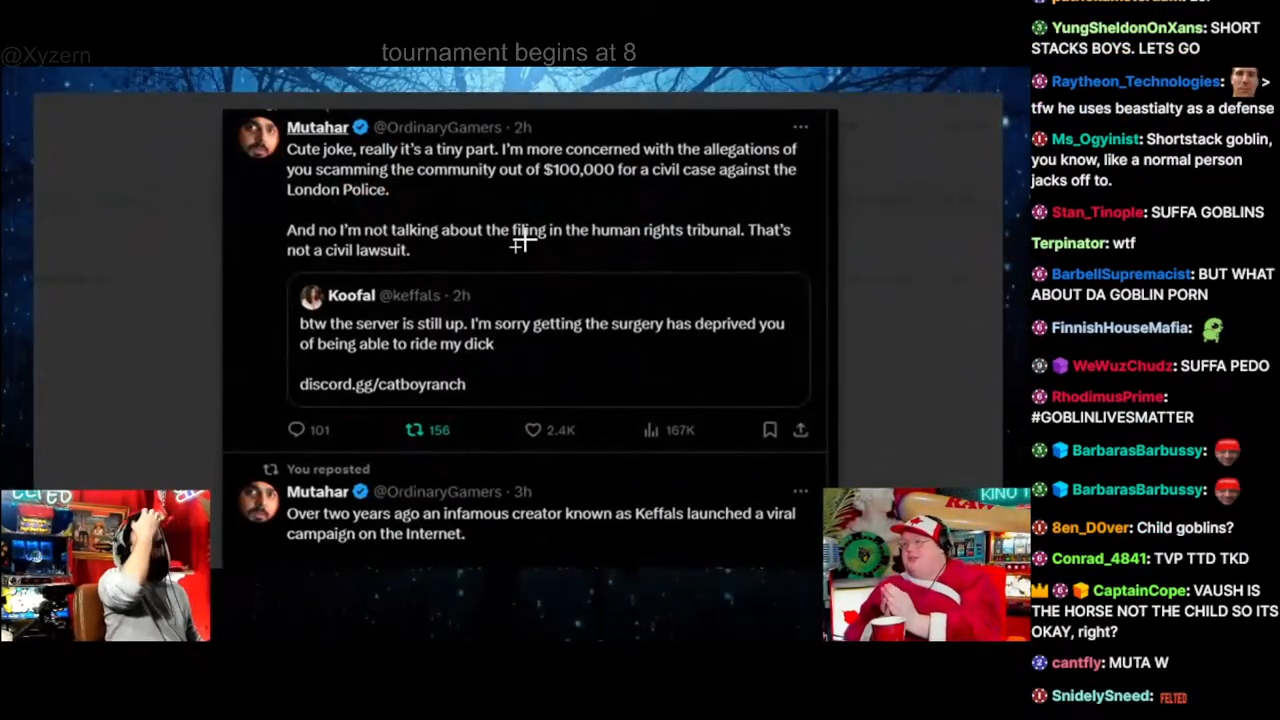 @Xyzern
tournament begins at 8
Mutahar @OrdinaryGamers · 2h
Cute joke, really it's a tiny part. I'm more concerned with the allegations of
you scamming the community out of $100,000 for a civil case against the
London Police.
And no I'm not talking about the filing in the human rights tribunal. That's
not a civil lawsuit.
Koofal @keffals · 2h
btw the server is still up. I'm sorry getting the surgery has deprived you
of being able to ride my dick
discord.gg/catboyranch
101 156 2.4K 167K
You reposted
Mutahar @OrdinaryGamers · 3h
Over two years ago an infamous creator known as Keffals launched a viral
campaign on the Internet.
KINO
YungSheldonOnXans: SHORT
STACKS BOYS. LETS GO
Raytheon_Technologies: >
tfw he uses beastialty as a defense
Ms_Ogyinist: Shortstack goblin,
you know, like a normal person
jacks off to.
Stan_Tinople: SUFFA GOBLINS
Terpinator: wtf
BarbellSupremacist: BUT WHAT
ABOUT DA GOBLIN PORN
FinnishHouseMafia:
WeWuzChudz: SUFFA PEDO
RhodimusPrime:
#GOBLINLIVESMATTER
BarbarasBarbussy:
BarbarasBarbussy:
8en_D0ver: Child goblins?
Conrad_4841: TVP TTD TKD
CaptainCope: VAUSH IS
THE HORSE NOT THE CHILD SO ITS
OKAY, right?
cantfly: MUTA W
SnidelySneed: FELTED